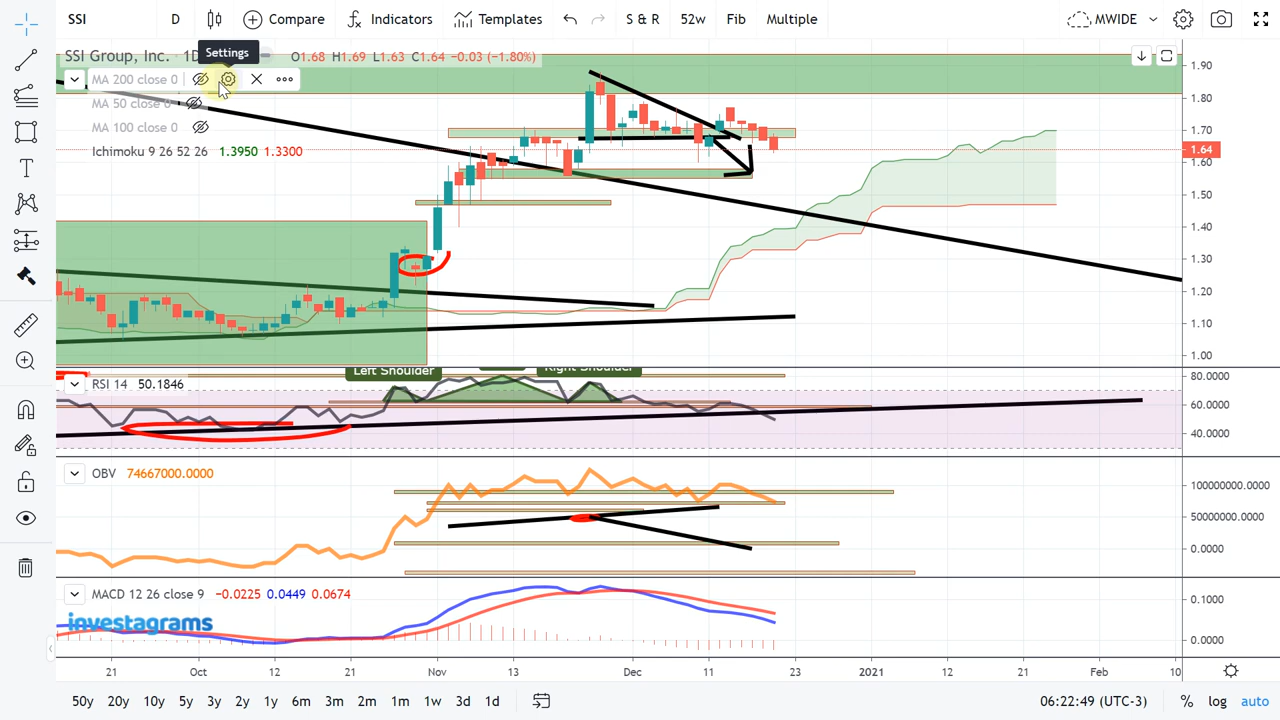 SSI D Compare Indicators Templates S & R 52w Fib Multiple MWIDE
Settings
SSI Group, Inc. 1D O1.68 H1.69 L1.63 C1.64 −0.03 (−1.80%)
MA 200 close 0
MA 50 close 0
MA 100 close 0
Ichimoku 9 26 52 26 1.3950 1.3300
1.90
1.80
1.70
1.64
1.60
1.50
1.40
1.30
1.20
1.10
1.00
Left Shoulder Right Shoulder
RSI 14 50.1846
80.0000
60.0000
40.0000
OBV 74667000.0000
100000000.0000
50000000.0000
0.0000
MACD 12 26 close 9 −0.0225 0.0449 0.0674
0.1000
0.0000
investagrams
21 Oct 12 21 Nov 13 Dec 11 23 2021 12 21 Feb 10
50y 20y 10y 5y 3y 2y 1y 6m 3m 2m 1m 1w 3d 1d 06:22:49 (UTC-3) % log auto